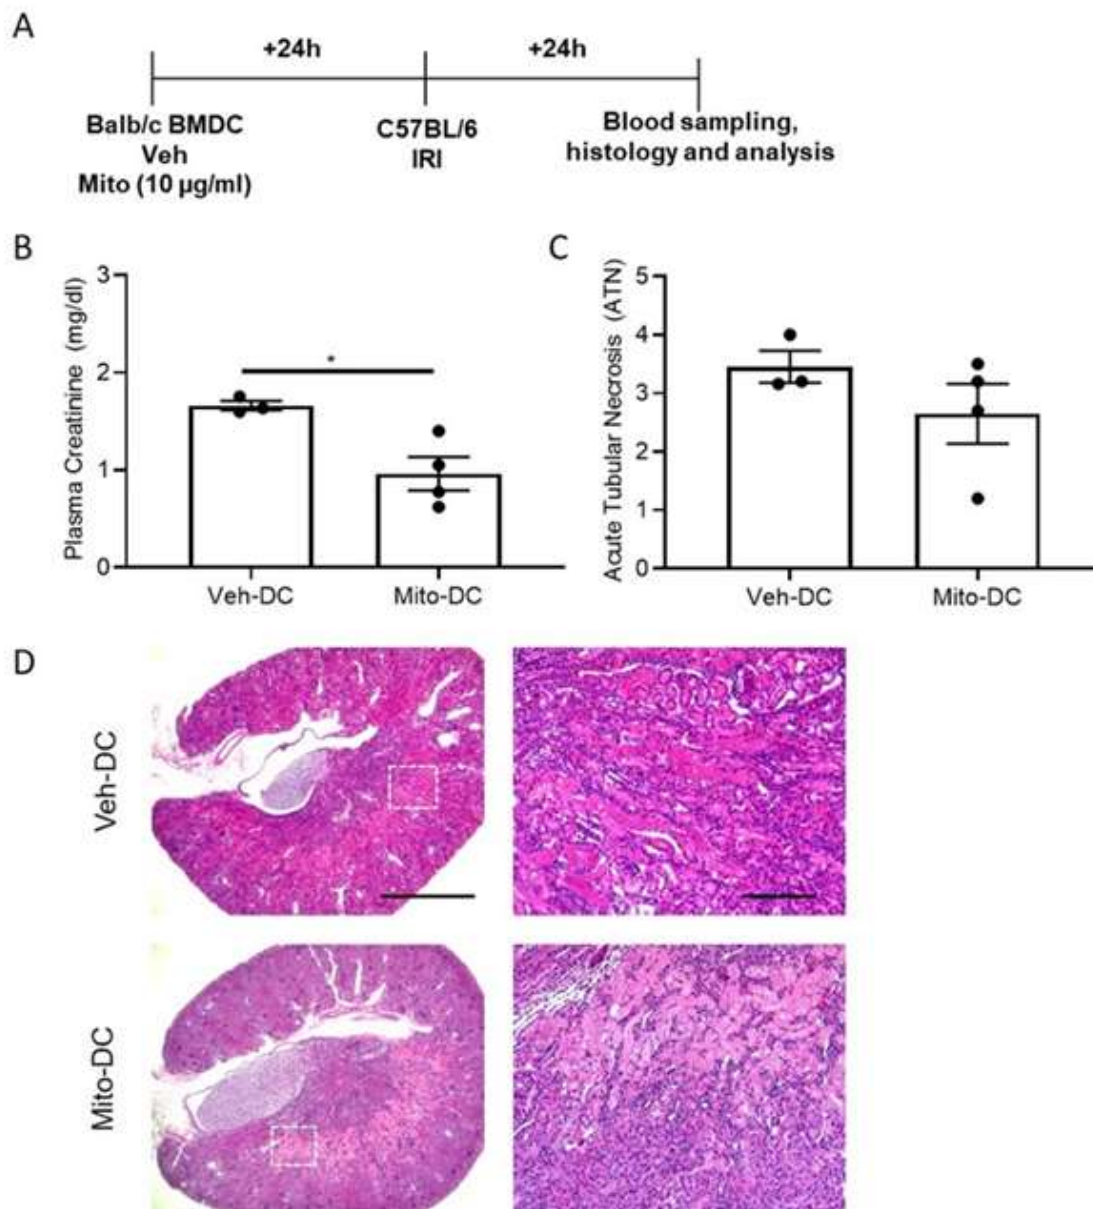 A
+24h
+24h
Balb/c BMDC
Veh
Mito (10 µg/ml)
C57BL/6
IRI
Blood sampling,
histology and analysis
B
Plasma Creatinine (mg/dl)
3
2
1
0
*
Veh-DC
Mito-DC
C
Acute Tubular Necrosis (ATN)
5
4
3
2
1
0
Veh-DC
Mito-DC
D
Veh-DC
Mito-DC